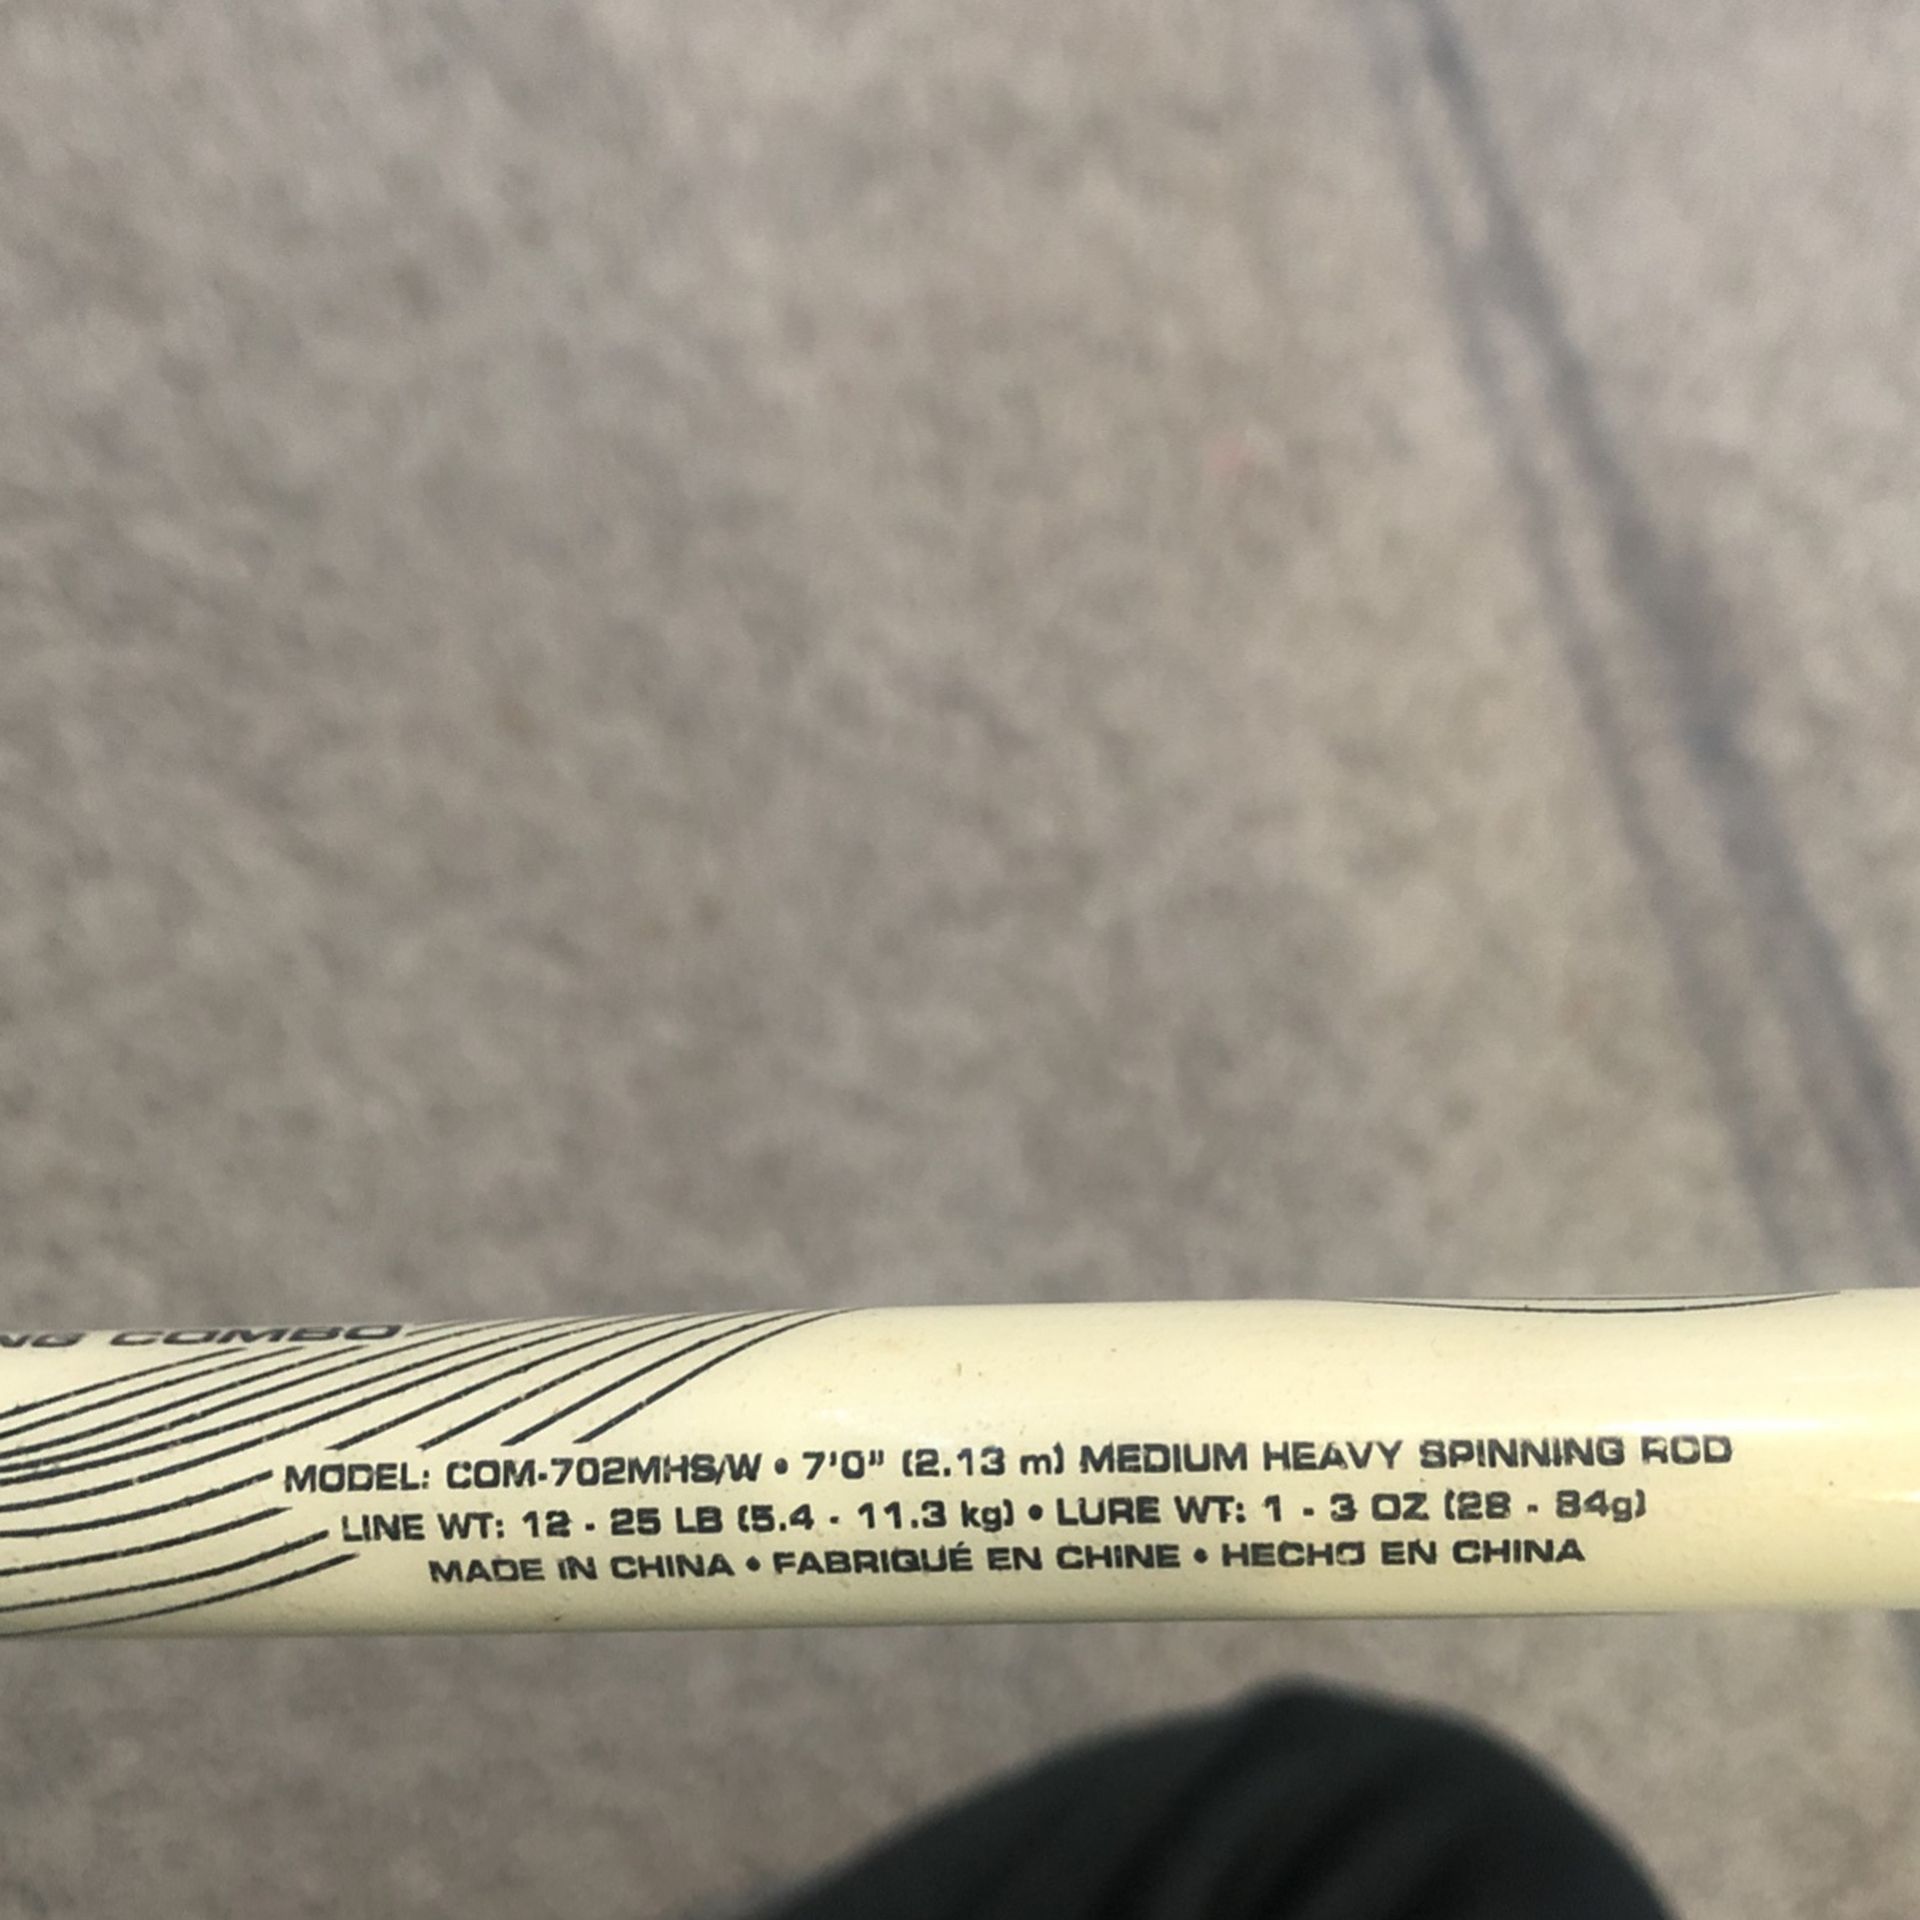 COMBO
MODEL: COM-702MHS/W • 7'0" (2.13 m) MEDIUM HEAVY SPINNING ROD
LINE WT: 12 - 25 LB (5.4 - 11.3 kg) • LURE WT: 1 - 3 OZ (28 - 84g)
MADE IN CHINA • FABRIQUÉ EN CHINE • HECHO EN CHINA